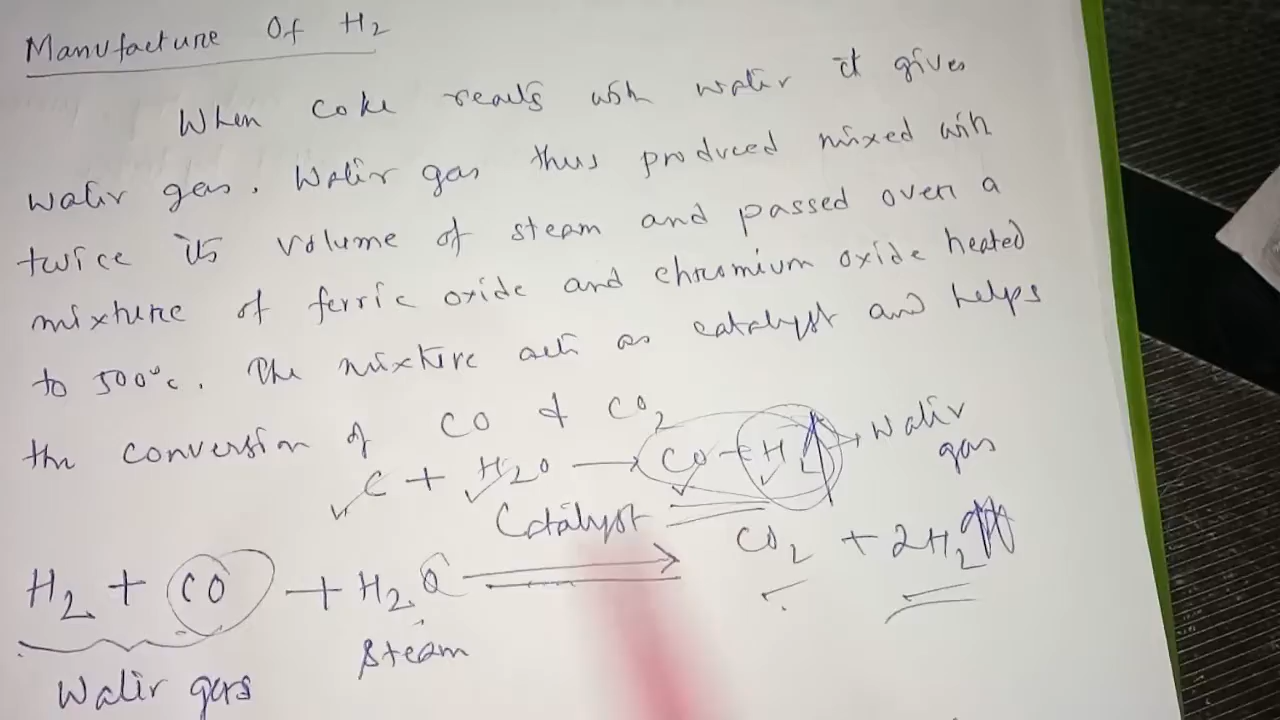 Manufacture Of H2
When coke reacts with water it gives
water gas. Water gas thus produced mixed with
twice its volume of steam and passed over a
mixture of ferric oxide and chromium oxide heated
to 500°c. The mixture acts as catalyst and helps
the conversion of CO & CO2
C + H2O → CO + H2 ↑ → Water gas
Catalyst
H2 + CO + H2O → CO2 + 2H2 ↑
Steam
Water gas